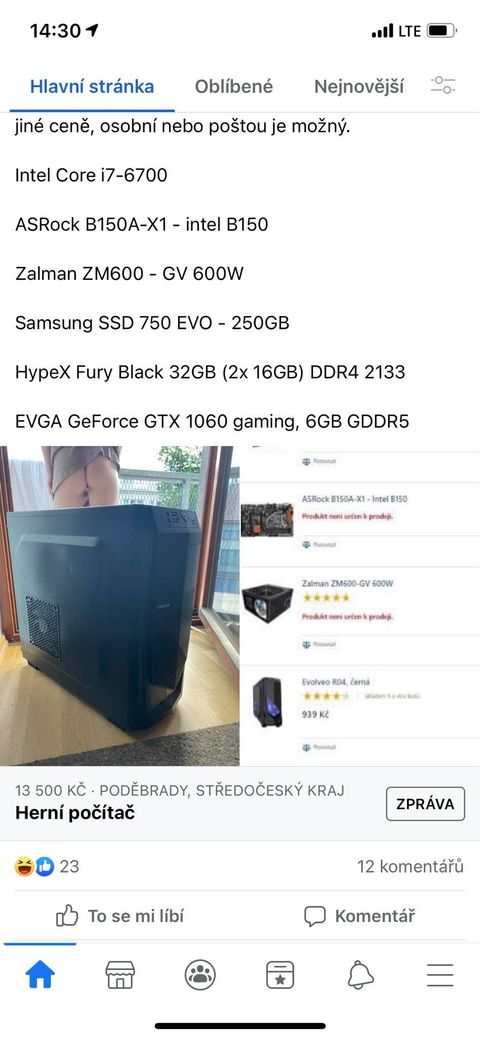 14:30
LTE
Hlavní stránka
Oblíbené
Nejnovější
jiné ceně, osobní nebo poštou je možný.
Intel Core i7-6700
ASRock B150A-X1 - intel B150
Zalman ZM600 - GV 600W
Samsung SSD 750 EVO - 250GB
HypeX Fury Black 32GB (2x 16GB) DDR4 2133
EVGA GeForce GTX 1060 gaming, 6GB GDDR5
Porovnat
ASRock B150A-X1 - Intel B150
Produkt není určen k prodeji.
Porovnat
Zalman ZM600-GV 600W
Produkt není určen k prodeji.
Porovnat
Evolveo R04, černá
skladem 5 a více kusů
939 Kč
Porovnat
13 500 KČ · PODĚBRADY, STŘEDOČESKÝ KRAJ
Herní počítač
ZPRÁVA
23
12 komentářů
To se mi líbí
Komentář